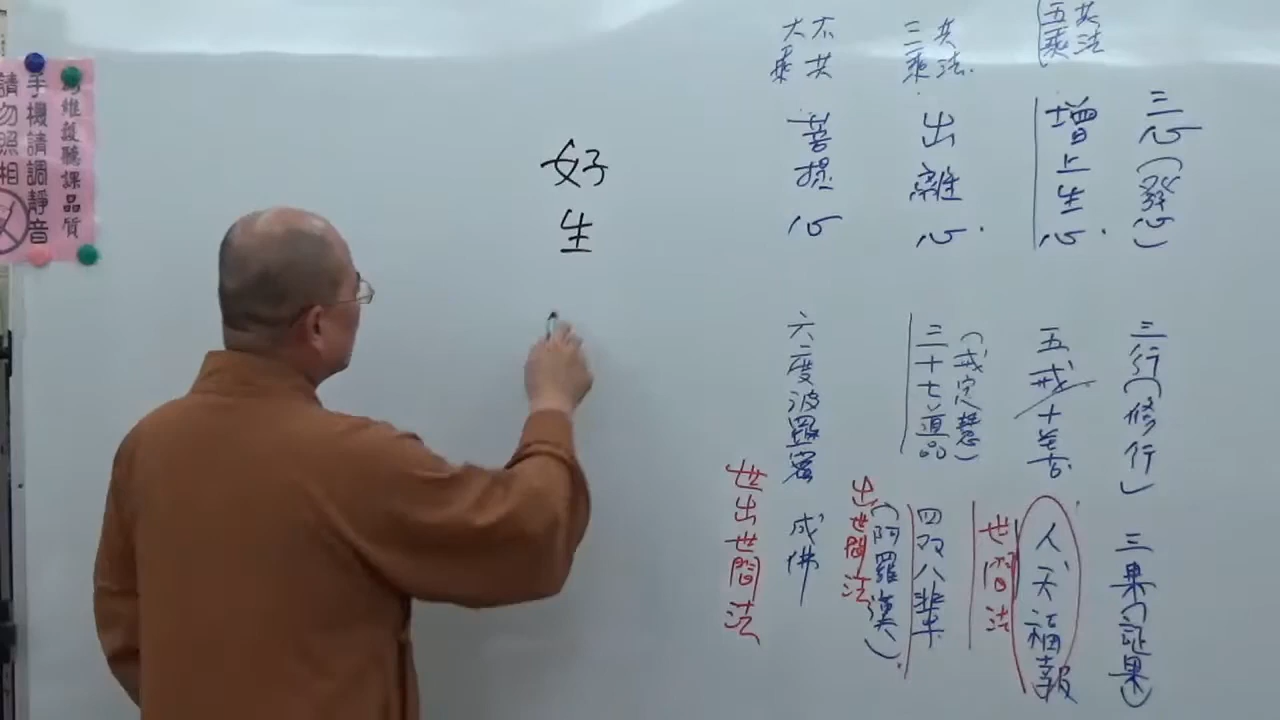 五乘
共法
三心(發心)
增上生心
三乘
共法
出離心
大乘
不共
菩提心
三行(修行)
五戒十善
(戒定慧)
三十七道品
六度波羅蜜
三果(証果)
人天福報
世間法
四双八輩
(阿羅漢)
出世間法
成佛
世出世間法
好生
維護聽課品質
手機請調靜音
請勿照相